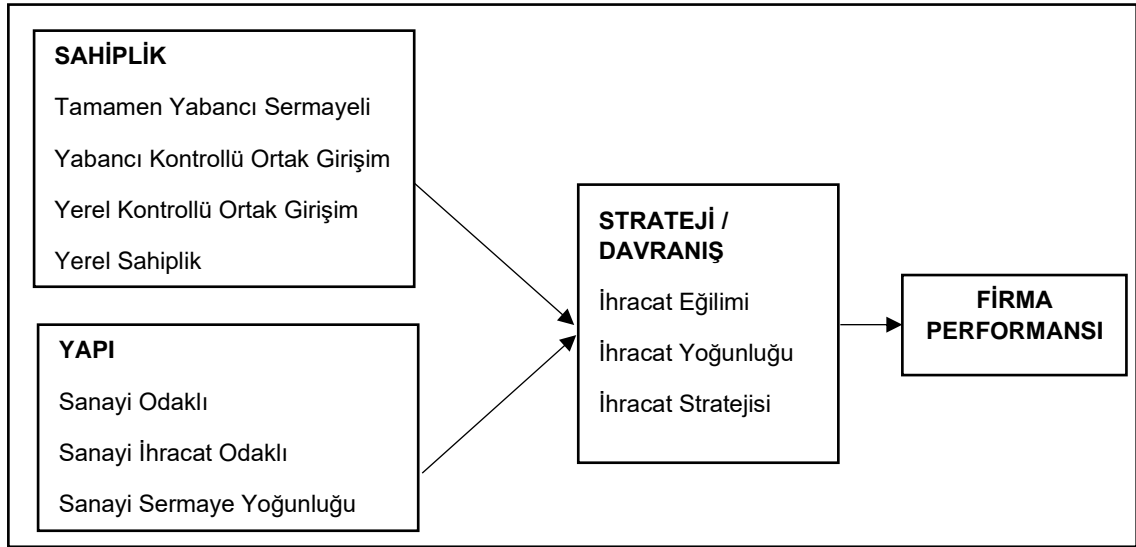 SAHİPLİK
Tamamen Yabancı Sermayeli
Yabancı Kontrollü Ortak Girişim
Yerel Kontrollü Ortak Girişim
Yerel Sahiplik
YAPI
Sanayi Odaklı
Sanayi İhracat Odaklı
Sanayi Sermaye Yoğunluğu
STRATEJİ /
DAVRANIŞ
İhracat Eğilimi
İhracat Yoğunluğu
İhracat Stratejisi
FİRMA
PERFORMANSI